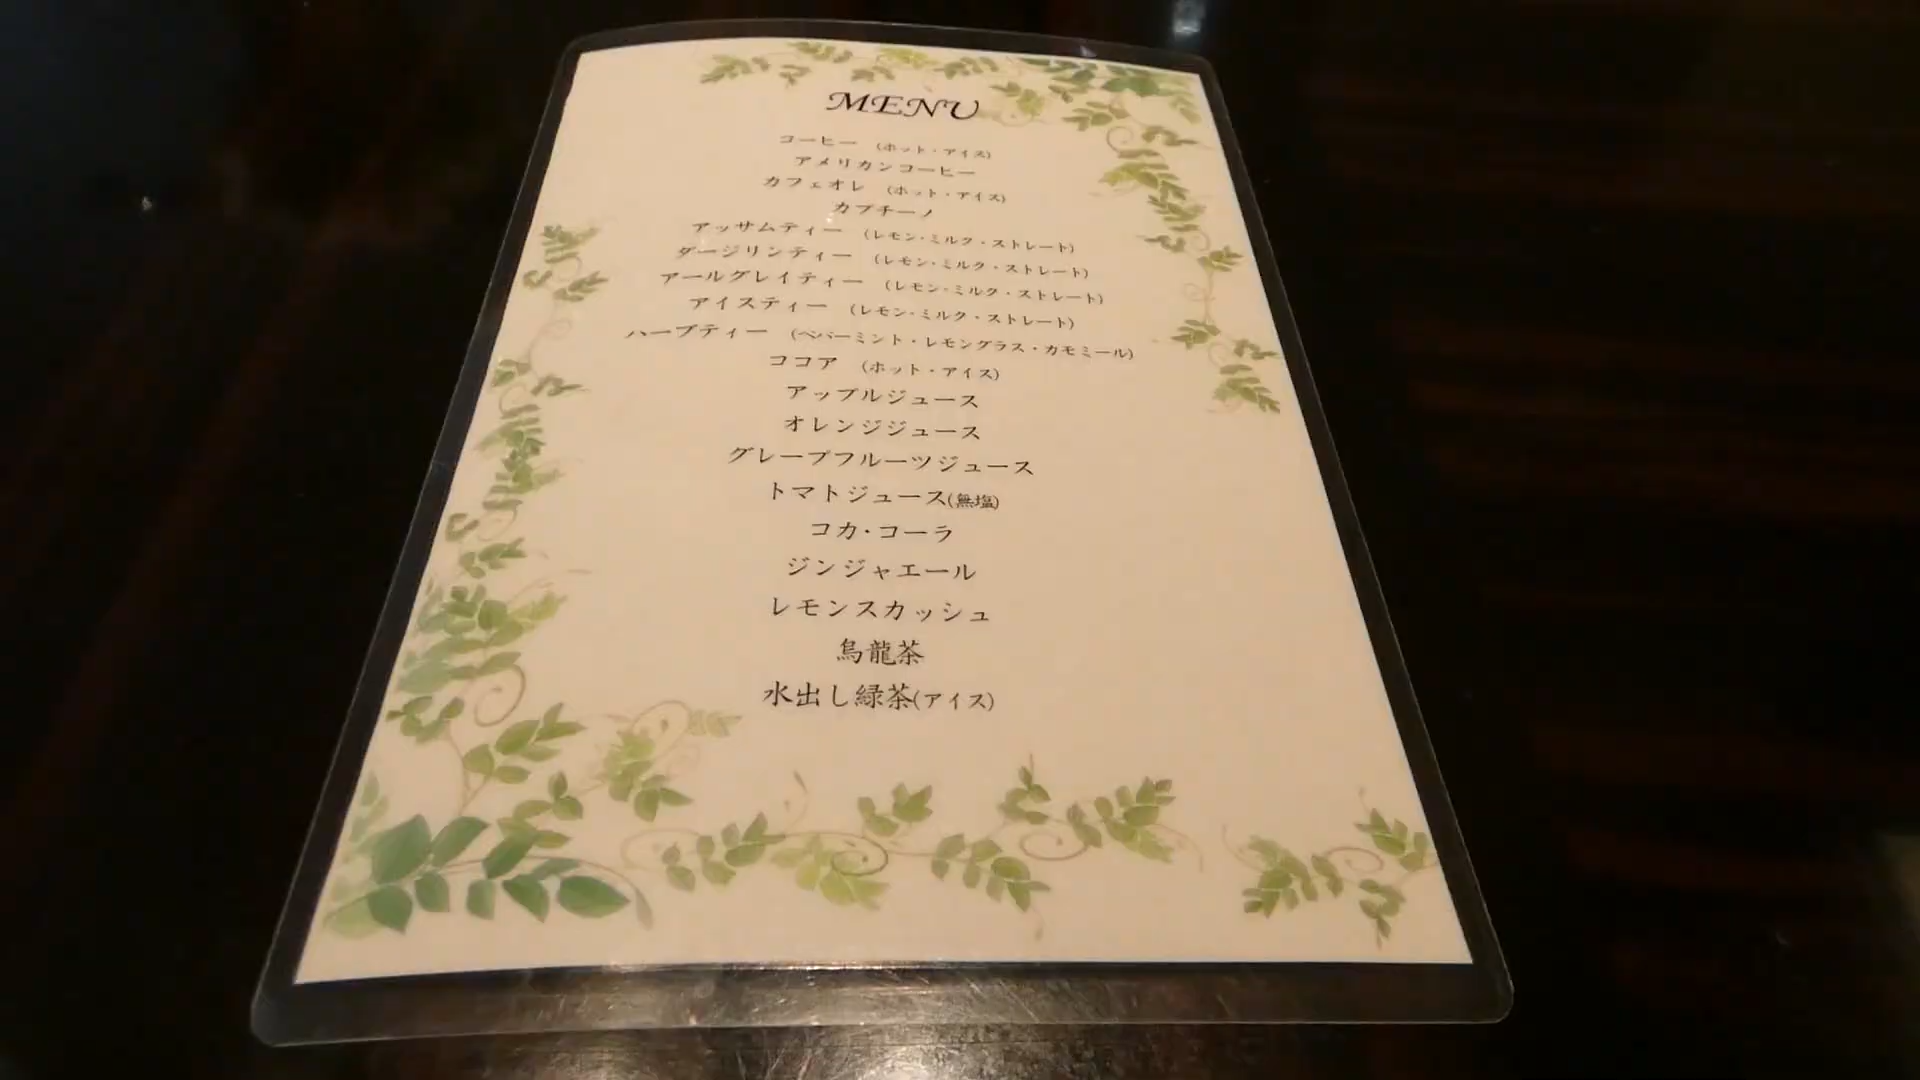 MENU
コーヒー (ホット・アイス)
アメリカンコーヒー
カフェオレ (ホット・アイス)
カプチーノ
アッサムティー (レモン・ミルク・ストレート)
ダージリンティー (レモン・ミルク・ストレート)
アールグレイティー (レモン・ミルク・ストレート)
アイスティー (レモン・ミルク・ストレート)
ハーブティー (ペパーミント・レモングラス・カモミール)
ココア (ホット・アイス)
アップルジュース
オレンジジュース
グレープフルーツジュース
トマトジュース(無塩)
コカ・コーラ
ジンジャエール
レモンスカッシュ
烏龍茶
水出し緑茶(アイス)